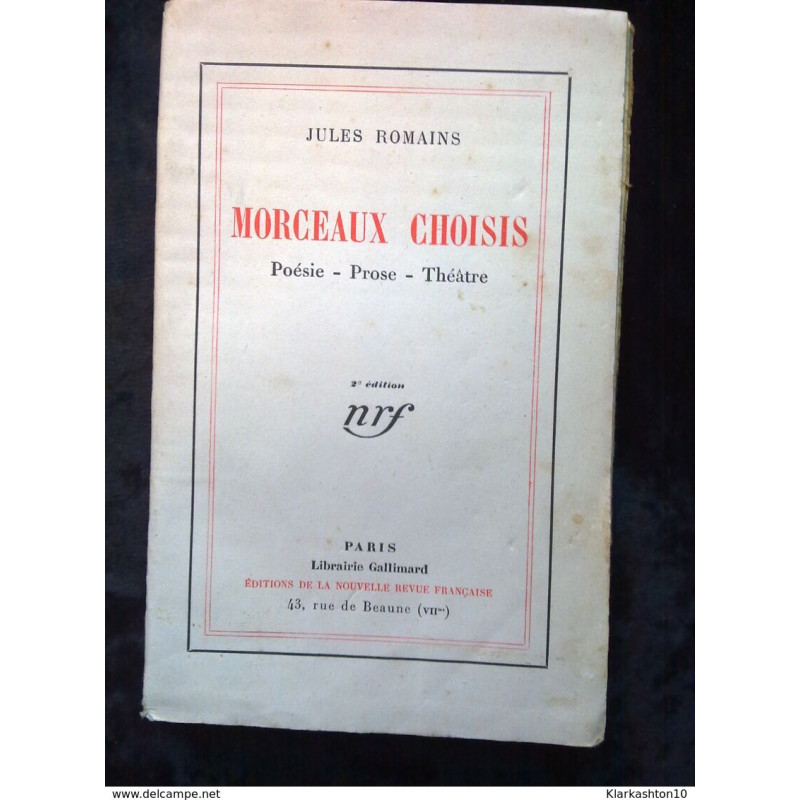 JULES ROMAINS
MORCEAUX CHOISIS
Poésie - Prose - Théâtre
2e édition
nrf
PARIS
Librairie Gallimard
ÉDITIONS DE LA NOUVELLE REVUE FRANÇAISE
43, rue de Beaune (VIIme)
delcampe.net
Klarkashton10